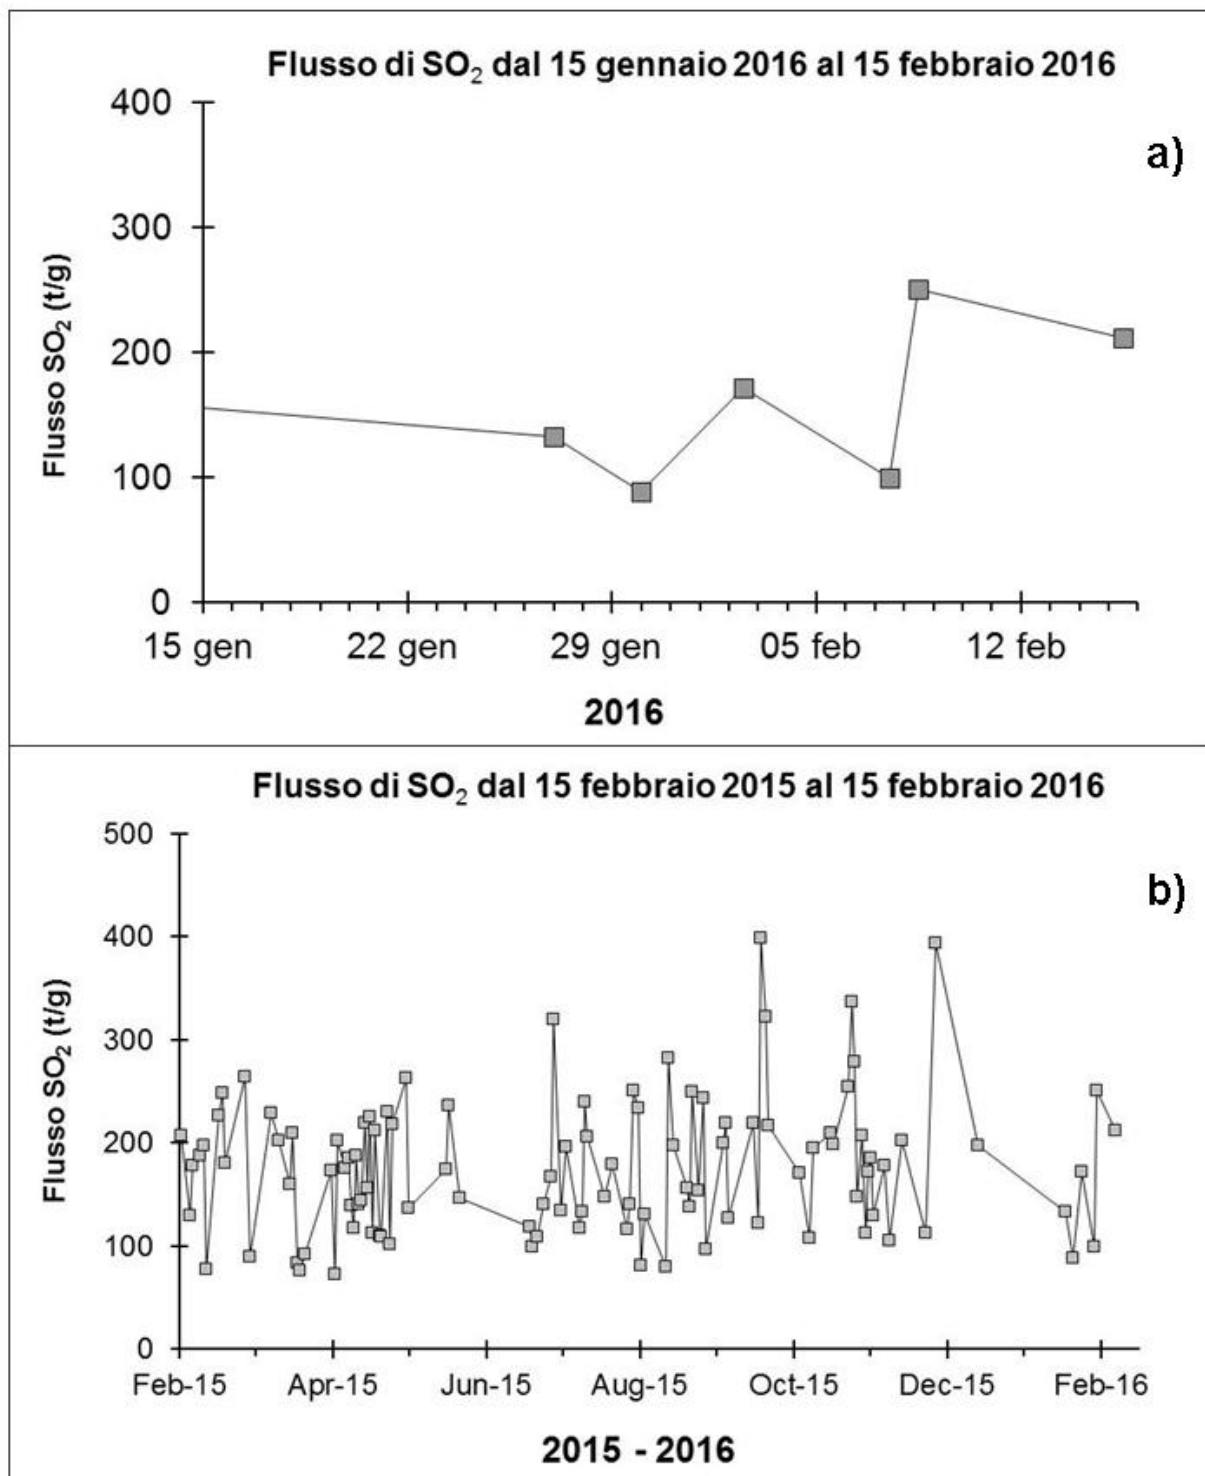 Flusso di SO₂ dal 15 gennaio 2016 al 15 febbraio 2016
a)
Flusso SO₂ (t/g)
400
300
200
100
0
15 gen 22 gen 29 gen 05 feb 12 feb
2016
Flusso di SO₂ dal 15 febbraio 2015 al 15 febbraio 2016
b)
Flusso SO₂ (t/g)
500
400
300
200
100
0
Feb-15 Apr-15 Jun-15 Aug-15 Oct-15 Dec-15 Feb-16
2015 - 2016